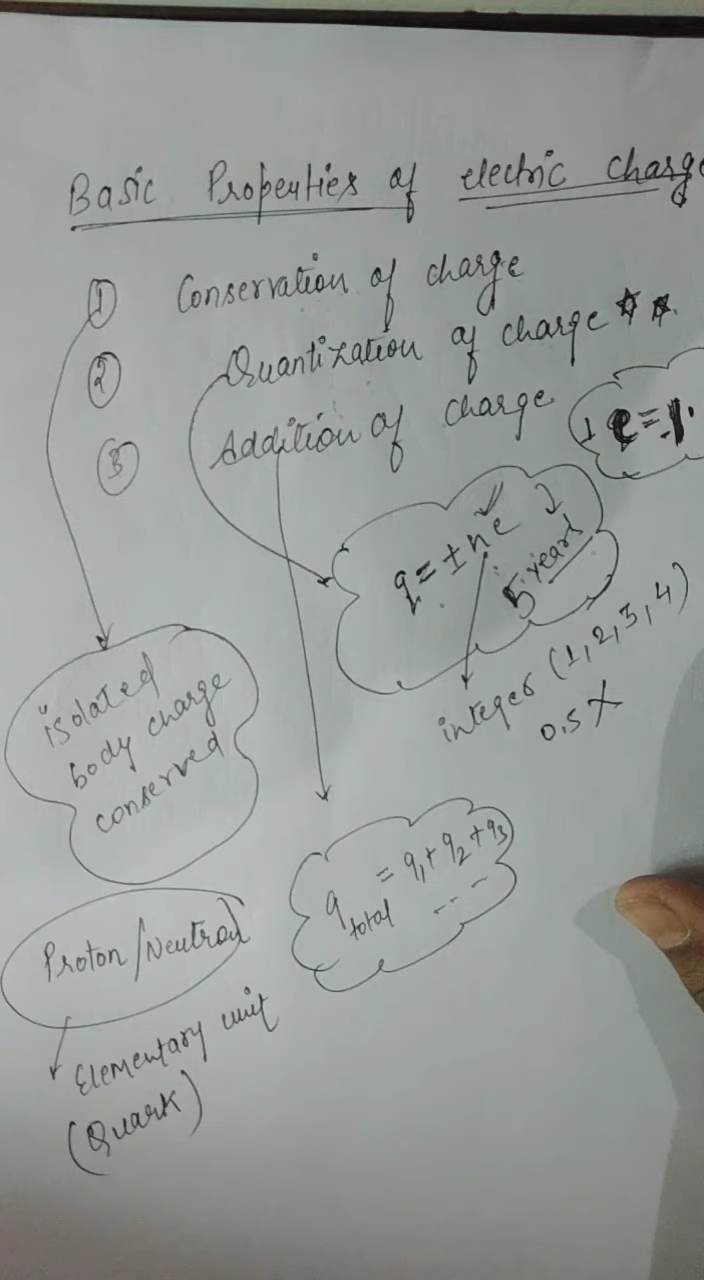 Basic Properties of electric charge
① Conservation of charge
② Quantization of charge
③ Addition of charge
q = ± n e
5 years
integer (1, 2, 3, 4)
0.5 X
isolated
body charge
conserved
q total = q1 + q2 + q3
---
Proton/Neutron
Elementary unit
(Quark)